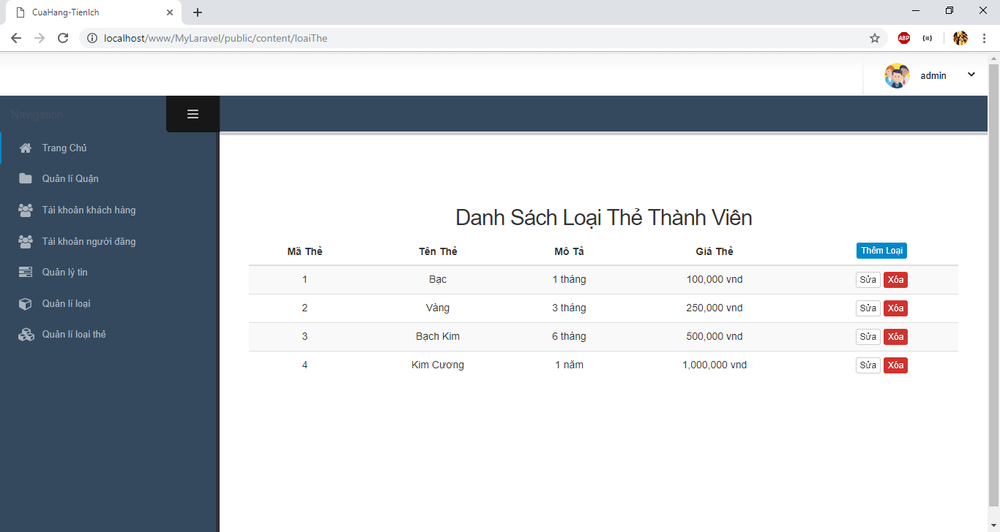 CuaHang-TienIch
localhost/www/MyLaravel/public/content/loaiThe
ABP
admin
Navigation
Trang Chủ
Quản lí Quận
Tài khoản khách hàng
Tài khoản người đăng
Quản lý tin
Quản lí loại
Quản lí loại thẻ
Danh Sách Loại Thẻ Thành Viên
Mã Thẻ Tên Thẻ Mô Tả Giá Thẻ Thêm Loại
1 Bạc 1 tháng 100,000 vnd Sửa Xóa
2 Vàng 3 tháng 250,000 vnd Sửa Xóa
3 Bạch Kim 6 tháng 500,000 vnd Sửa Xóa
4 Kim Cương 1 năm 1,000,000 vnd Sửa Xóa